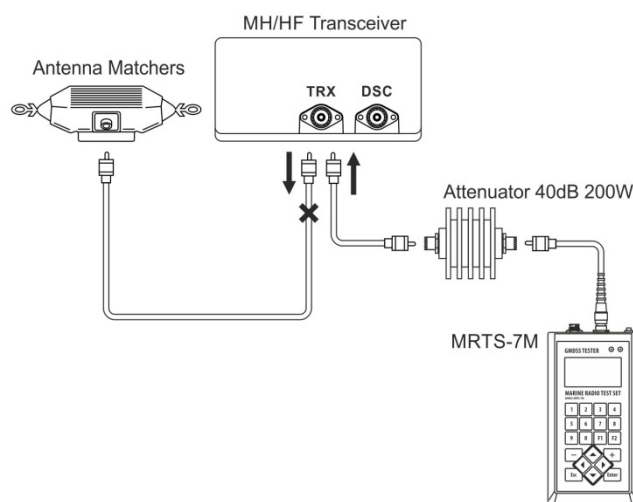 MH/HF Transceiver
Antenna Matchers
TRX
DSC
Attenuator 40dB 200W
MRTS-7M
GMDSS TESTER
MARINE RADIO TEST SET
1 2 3 4
5 6 7 8
9 0 F1 F2
− +
Esc Enter